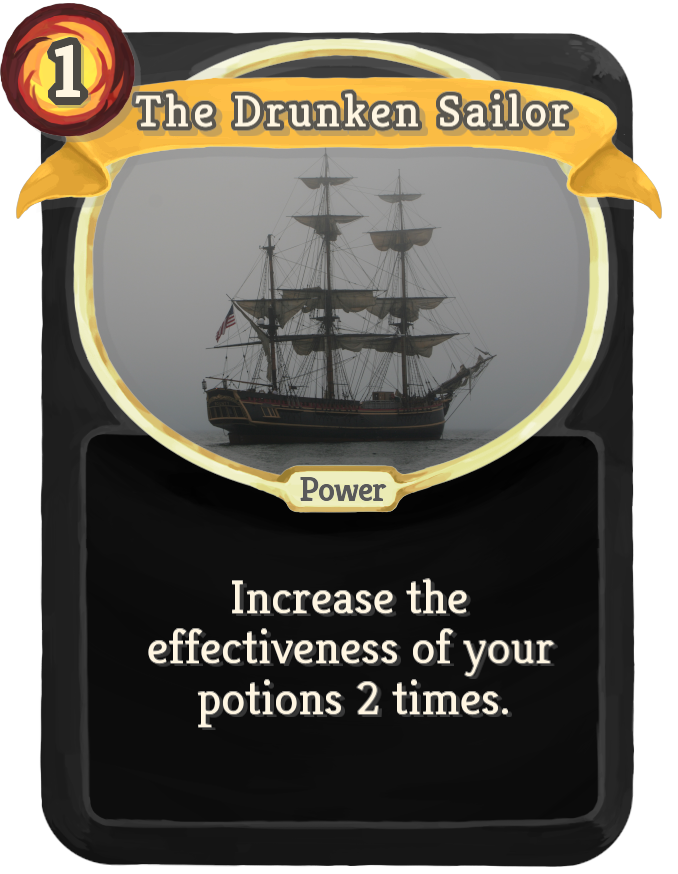 1
The Drunken Sailor
Power
Increase the
effectiveness of your
potions 2 times.